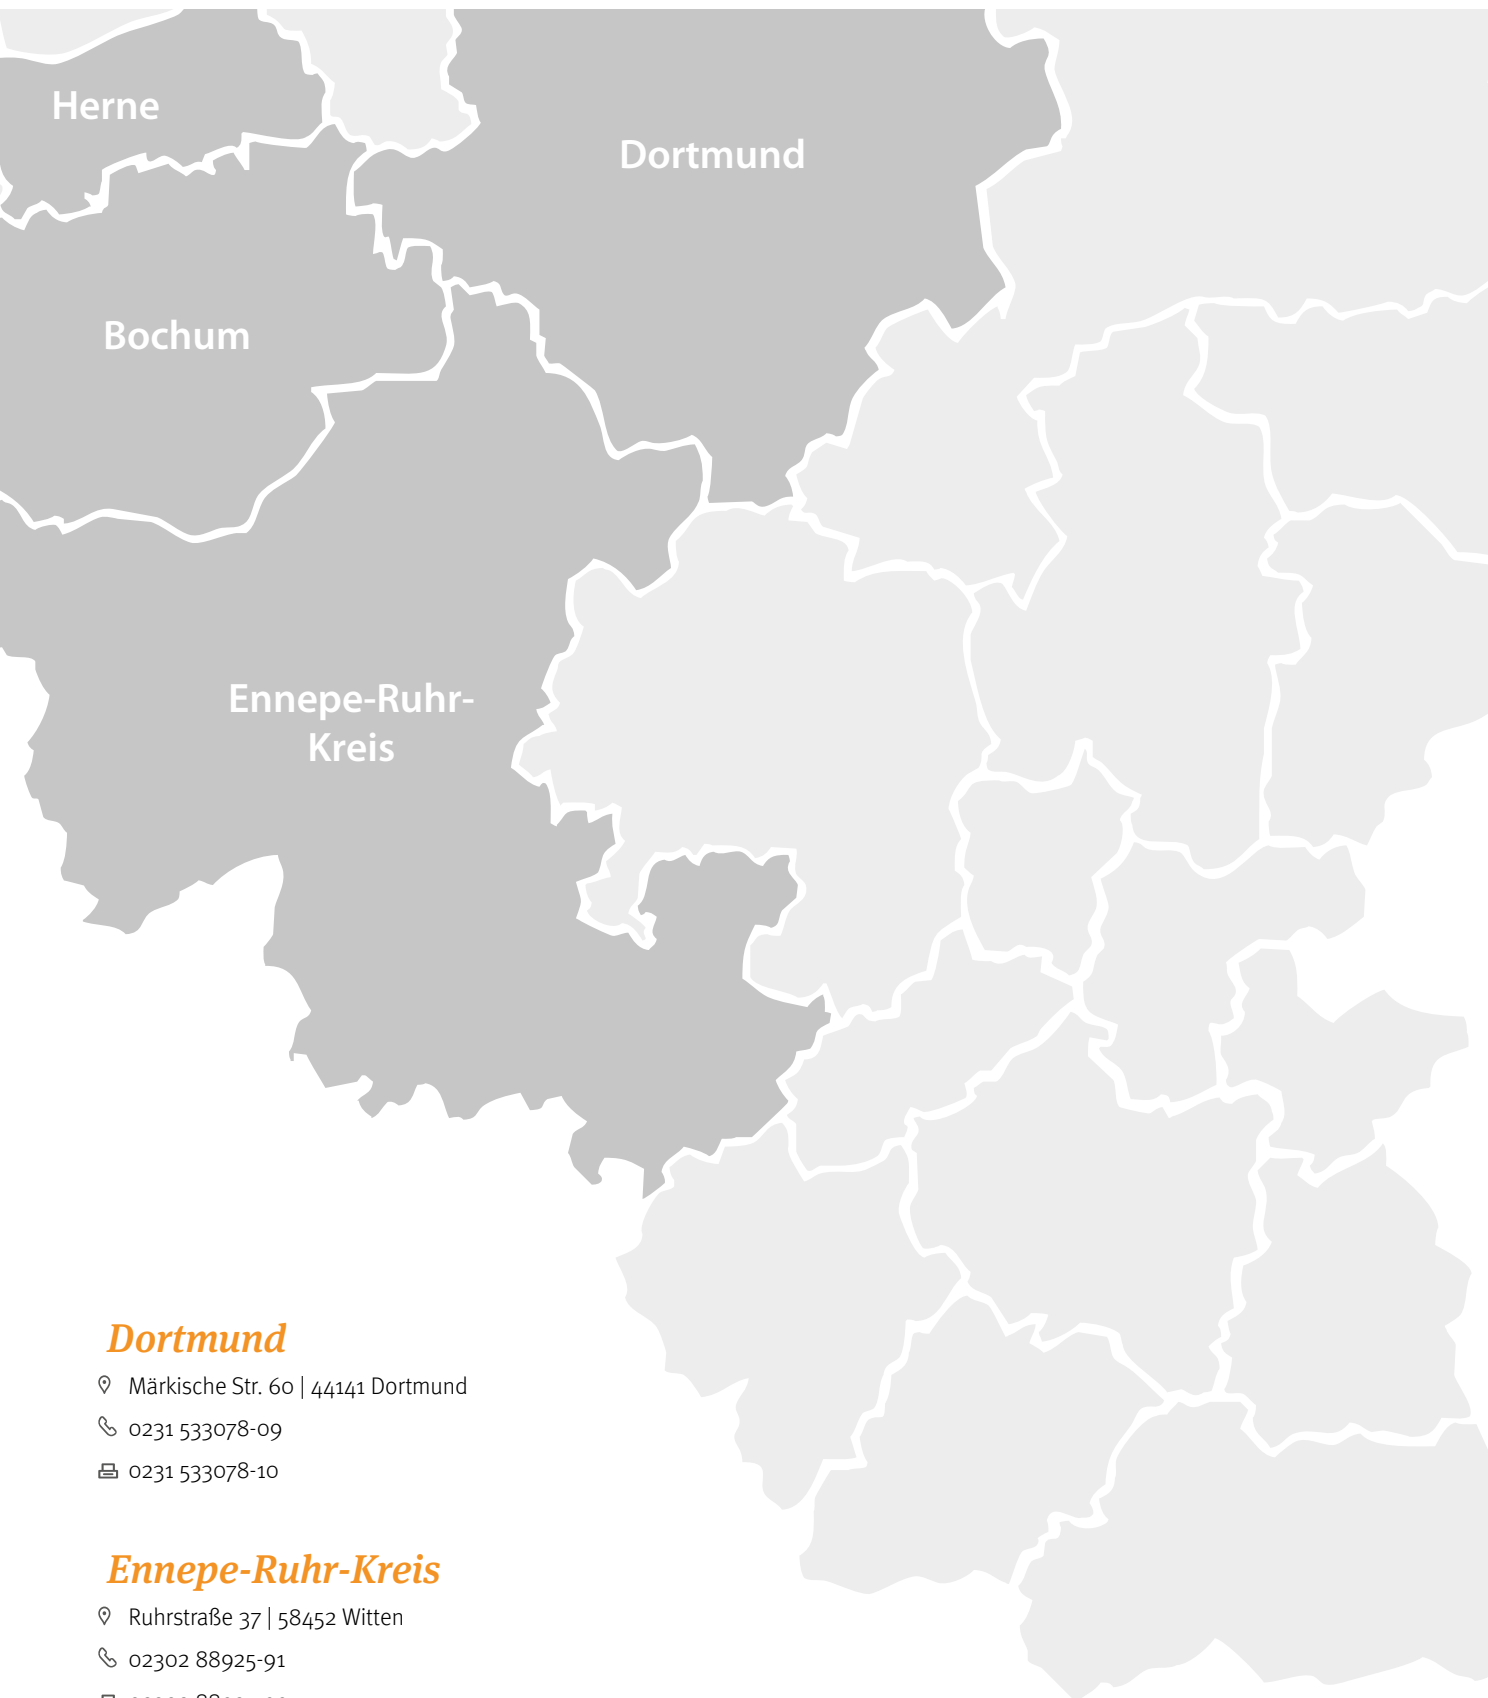 Herne
Dortmund
Bochum
Ennepe-Ruhr-
Kreis
Dortmund
Märkische Str. 60 | 44141 Dortmund
0231 533078-09
0231 533078-10
Ennepe-Ruhr-Kreis
Ruhrstraße 37 | 58452 Witten
02302 88925-91